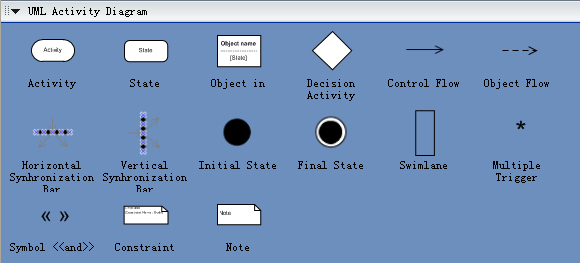 UML Activity Diagram
Activity
State
Object name
[State]
Activity
State
Object in
Decision
Activity
Control Flow
Object Flow
*
Horizontal
Synhronization
Bar
Vertical
Synhronization
Bar
Initial State
Final State
Swimlane
Multiple
Trigger
« »
Note
Symbol <<and>>
Constraint
Note